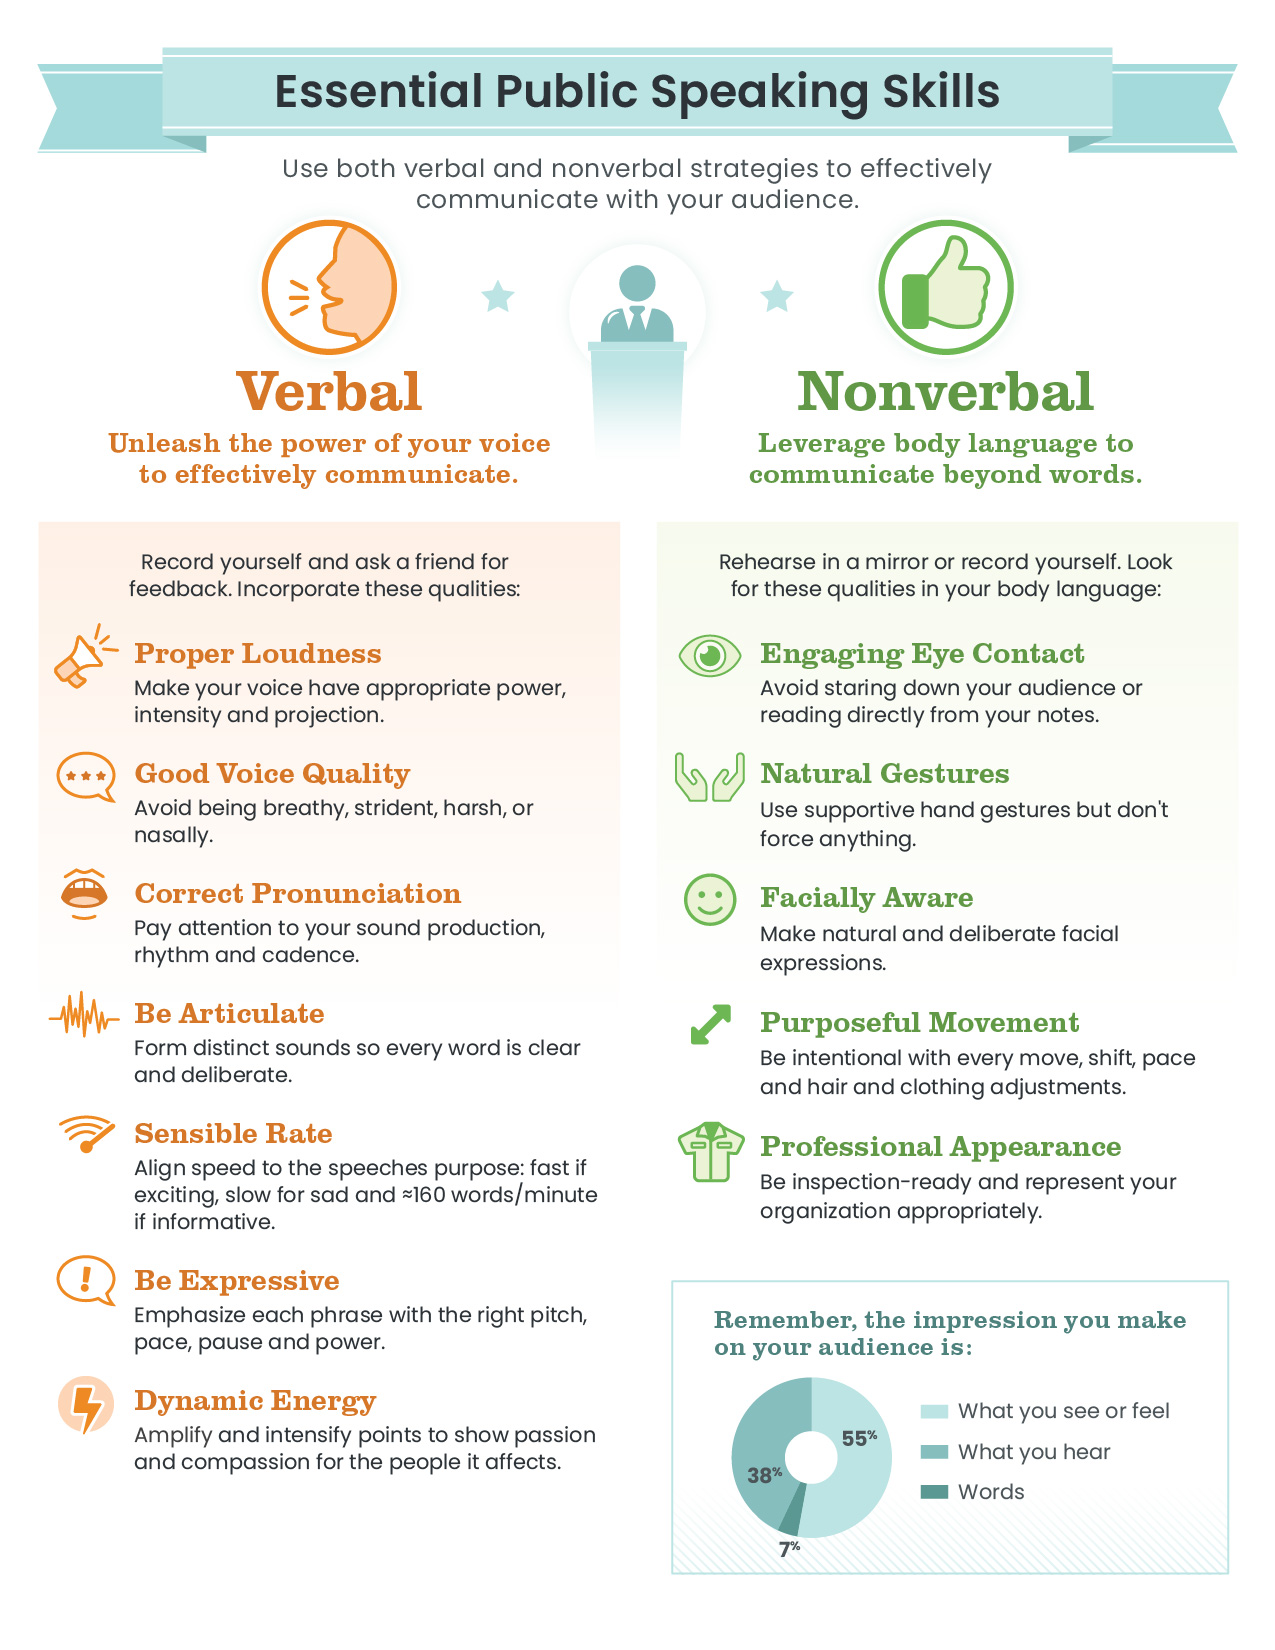 Essential Public Speaking Skills
Use both verbal and nonverbal strategies to effectively
communicate with your audience.
Verbal
Unleash the power of your voice
to effectively communicate.
Record yourself and ask a friend for
feedback. Incorporate these qualities:
Proper Loudness
Make your voice have appropriate power,
intensity and projection.
Good Voice Quality
Avoid being breathy, strident, harsh, or
nasally.
Correct Pronunciation
Pay attention to your sound production,
rhythm and cadence.
Be Articulate
Form distinct sounds so every word is clear
and deliberate.
Sensible Rate
Align speed to the speeches purpose: fast if
exciting, slow for sad and ≈160 words/minute
if informative.
Be Expressive
Emphasize each phrase with the right pitch,
pace, pause and power.
Dynamic Energy
Amplify and intensify points to show passion
and compassion for the people it affects.
Nonverbal
Leverage body language to
communicate beyond words.
Rehearse in a mirror or record yourself. Look
for these qualities in your body language:
Engaging Eye Contact
Avoid staring down your audience or
reading directly from your notes.
Natural Gestures
Use supportive hand gestures but don't
force anything.
Facially Aware
Make natural and deliberate facial
expressions.
Purposeful Movement
Be intentional with every move, shift, pace
and hair and clothing adjustments.
Professional Appearance
Be inspection-ready and represent your
organization appropriately.
Remember, the impression you make
on your audience is:
55%
38%
7%
What you see or feel
What you hear
Words